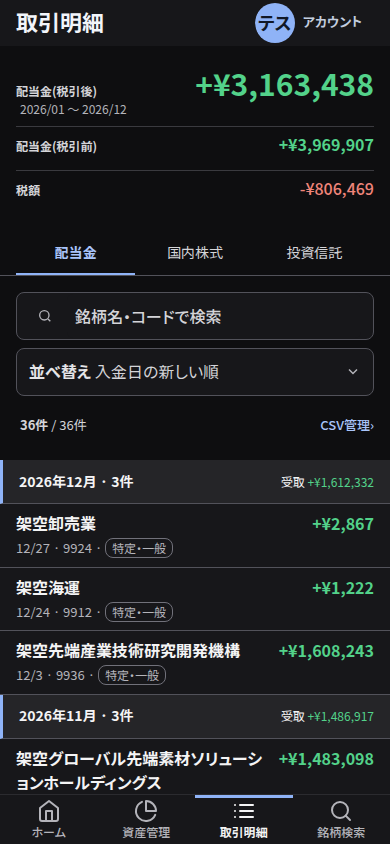 取引明細
テス アカウント
配当金(税引後) +¥3,163,438
2026/01 〜 2026/12
配当金(税引前) +¥3,969,907
税額 -¥806,469
配当金 国内株式 投資信託
銘柄名・コードで検索
並べ替え 入金日の新しい順
36件 / 36件 CSV管理›
2026年12月・3件 受取 +¥1,612,332
架空卸売業 +¥2,867
12/27・9924・ 特定・一般
架空海運 +¥1,222
12/24・9912・ 特定・一般
架空先端産業技術研究開発機構 +¥1,608,243
12/3・9936・ 特定・一般
2026年11月・3件 受取 +¥1,486,917
架空グローバル先端素材ソリューシ +¥1,483,098
ョンホールディングス
ホーム 資産管理 取引明細 銘柄検索